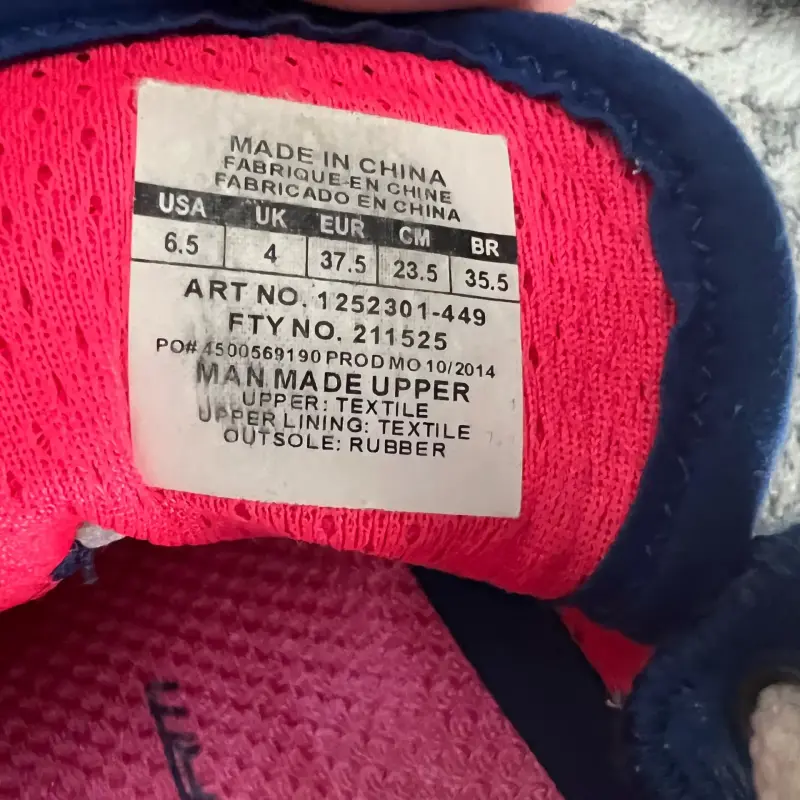 MADE IN CHINA
FABRIQUE EN CHINE
FABRICADO EN CHINA
USA UK EUR CM BR
6.5 4 37.5 23.5 35.5
ART NO. 1252301-449
FTY NO. 211525
PO# 4500569190 PROD MO 10/2014
MAN MADE UPPER
UPPER: TEXTILE
UPPER LINING: TEXTILE
OUTSOLE: RUBBER